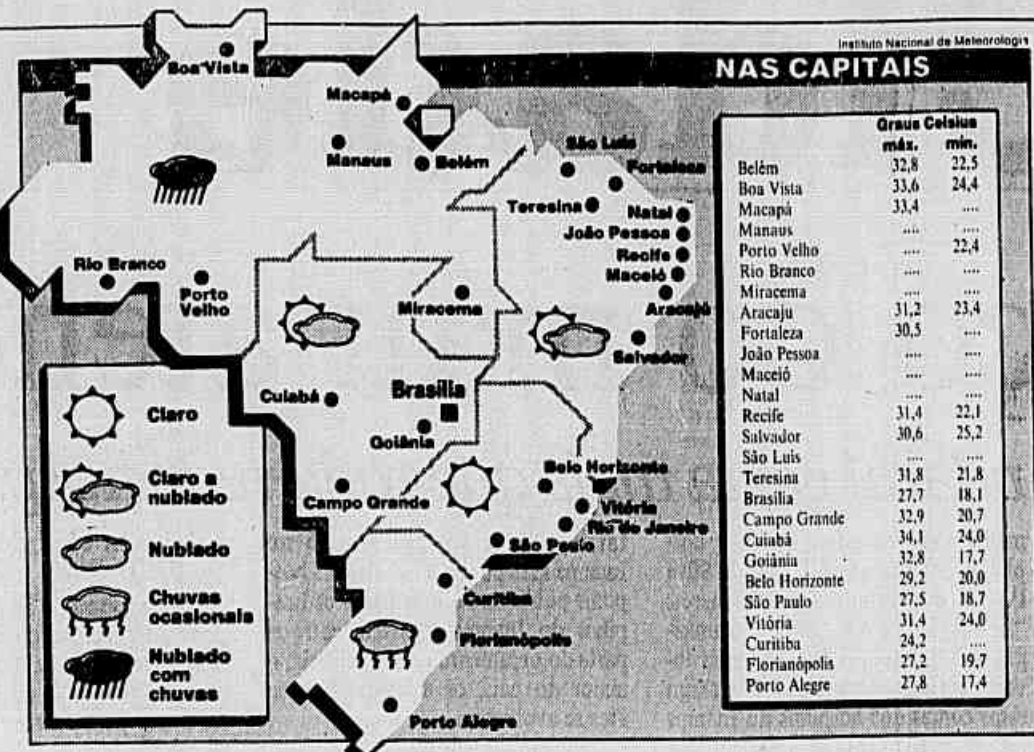 Instituto Nacional de Meteorologia
NAS CAPITAIS
Boa Vista
Macapá
Manaus
Belém
São Luís
Fortaleza
Teresina
Natal
João Pessoa
Recife
Maceió
Aracajú
Salvador
Rio Branco
Porto
Velho
Miracema
Cuiabá
Brasília
Goiânia
Campo Grande
Belo Horizonte
Vitória
Rio de Janeiro
São Paulo
Curitiba
Florianópolis
Porto Alegre
Claro
Claro a
nublado
Nublado
Chuvas
ocasionais
Nublado
com
chuvas
Graus Celsius
máx. min.
Belém 32,8 22,5
Boa Vista 33,6 24,4
Macapá 33,4 ....
Manaus .... ....
Porto Velho .... 22,4
Rio Branco .... ....
Miracema .... ....
Aracaju 31,2 23,4
Fortaleza 30,5 ....
João Pessoa .... ....
Maceió .... ....
Natal .... ....
Recife 31,4 22,1
Salvador 30,6 25,2
São Luis .... ....
Teresina 31,8 21,8
Brasília 27,7 18,1
Campo Grande 32,9 20,7
Cuiabá 34,1 24,0
Goiânia 32,8 17,7
Belo Horizonte 29,2 20,0
São Paulo 27,5 18,7
Vitória 31,4 24,0
Curitiba 24,2 ....
Florianópolis 27,2 19,7
Porto Alegre 27,8 17,4